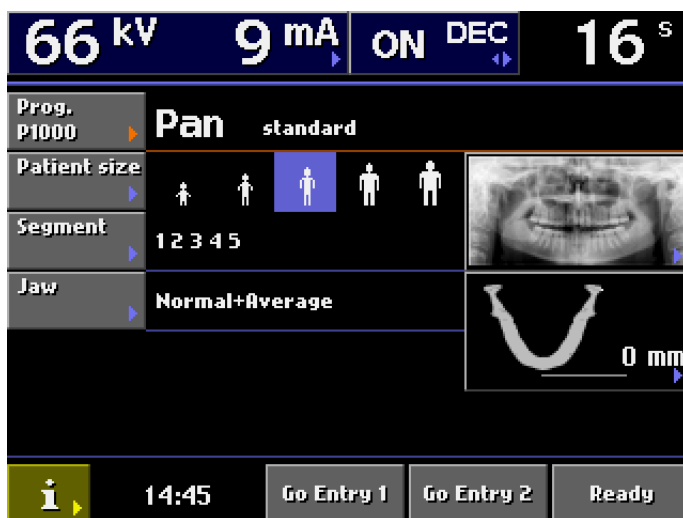 66 kV 9 mA ON DEC 16 s
Prog.
P1000
Pan standard
Patient size
Segment
1 2 3 4 5
Jaw
Normal+Average
0 mm
i 14:45 Go Entry 1 Go Entry 2 Ready